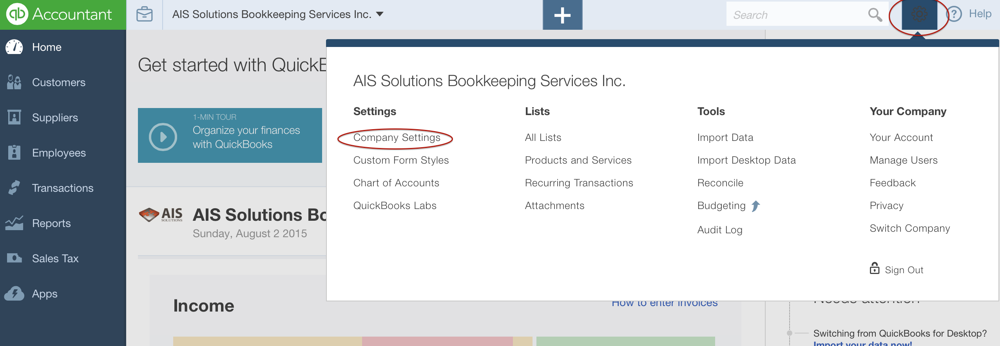 qb Accountant
AIS Solutions Bookkeeping Services Inc.
Search
? Help
Home
Customers
Suppliers
Employees
Transactions
Reports
Sales Tax
Apps
Get started with QuickB
1-MIN TOUR
Organize your finances
with QuickBooks
AIS
SOLUTIONS
AIS Solutions Bo
Sunday, August 2 2015
Income
AIS Solutions Bookkeeping Services Inc.
Settings
Company Settings
Custom Form Styles
Chart of Accounts
QuickBooks Labs
Lists
All Lists
Products and Services
Recurring Transactions
Attachments
Tools
Import Data
Import Desktop Data
Reconcile
Budgeting
Audit Log
Your Company
Your Account
Manage Users
Feedback
Privacy
Switch Company
Sign Out
How to enter invoices
Needs attention
Switching from QuickBooks for Desktop?
Import your data now!